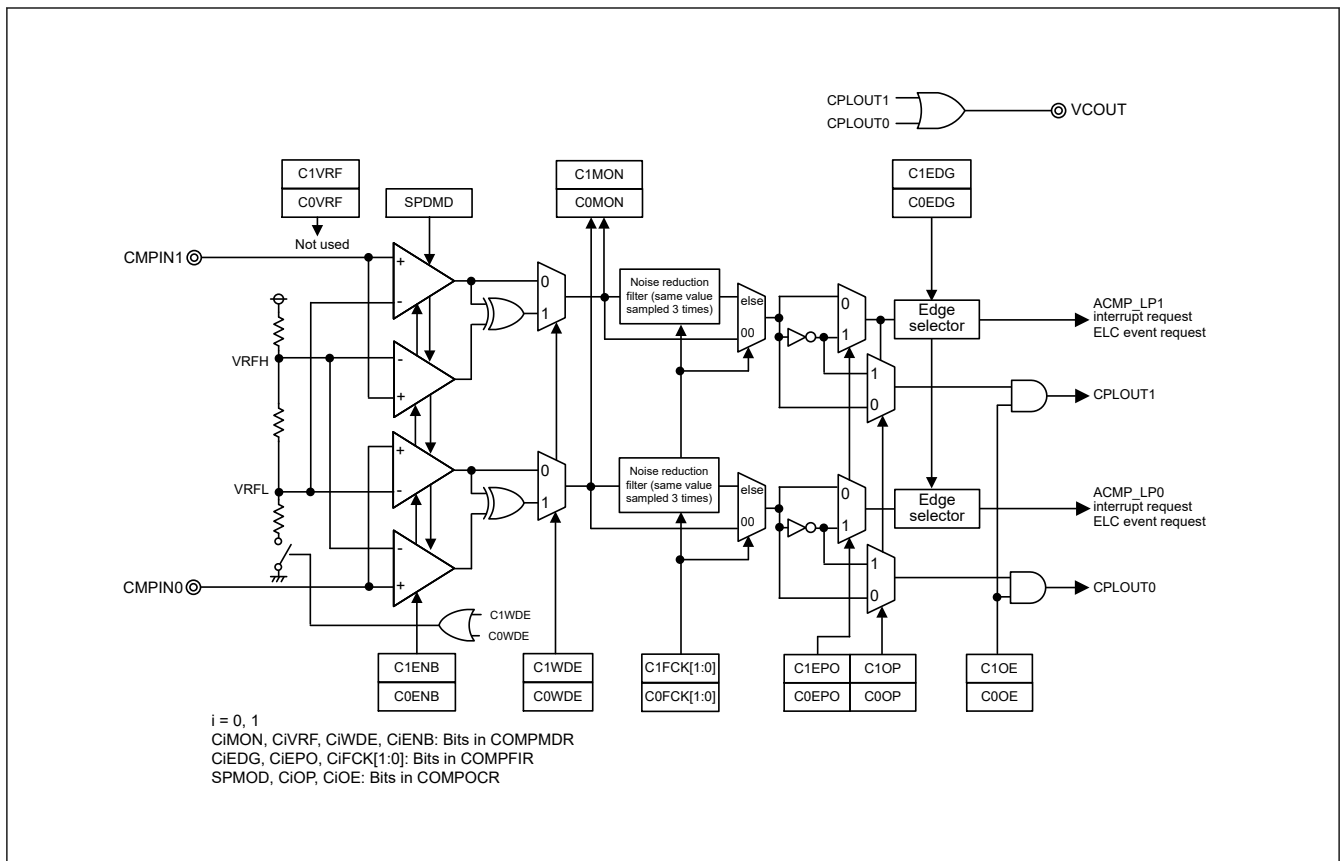 CPLOUT1
CPLOUT0
VCOUT
C1VRF
C0VRF
Not used
SPDMD
C1MON
C0MON
C1EDG
C0EDG
CMPIN1
+
-
0
1
Noise reduction
filter (same value
sampled 3 times)
else
00
0
1
Edge
selector
ACMP_LP1
interrupt request
ELC event request
VRFH
-
+
1
0
CPLOUT1
VRFL
+
-
0
1
Noise reduction
filter (same value
sampled 3 times)
else
00
0
1
Edge
selector
ACMP_LP0
interrupt request
ELC event request
CMPIN0
-
+
1
0
CPLOUT0
C1WDE
C0WDE
C1ENB
C0ENB
C1WDE
C0WDE
C1FCK[1:0]
C0FCK[1:0]
C1EPO
C0EPO
C1OP
C0OP
C1OE
C0OE
i = 0, 1
CiMON, CiVRF, CiWDE, CiENB: Bits in COMPMDR
CiEDG, CiEPO, CiFCK[1:0]: Bits in COMPFIR
SPMOD, CiOP, CiOE: Bits in COMPOCR